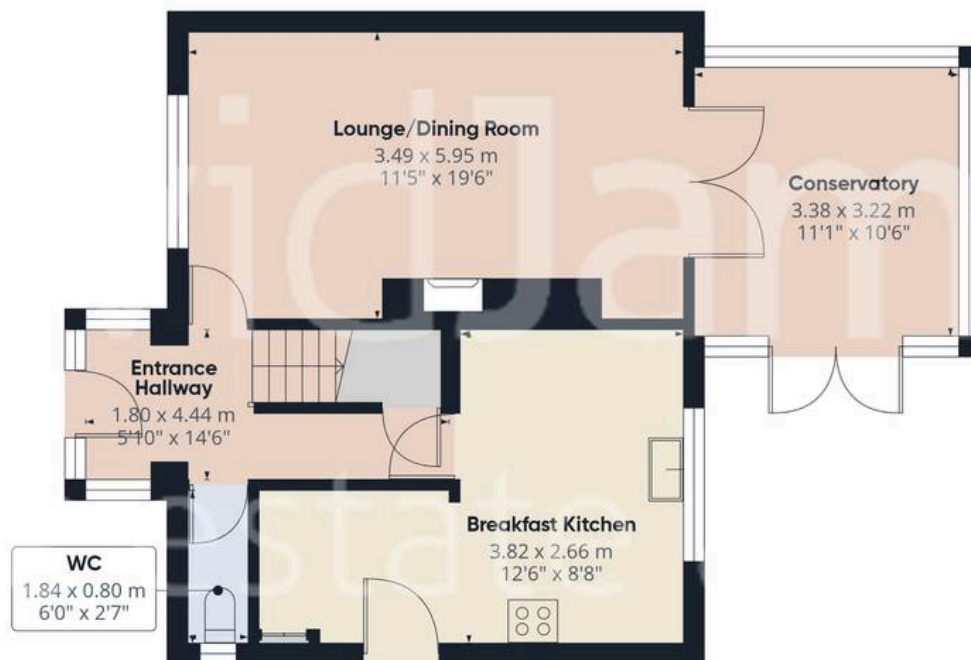 Lounge/Dining Room
3.49 x 5.95 m
11'5" x 19'6"
Conservatory
3.38 x 3.22 m
11'1" x 10'6"
Entrance
Hallway
1.80 x 4.44 m
5'10" x 14'6"
Breakfast Kitchen
3.82 x 2.66 m
12'6" x 8'8"
WC
1.84 x 0.80 m
6'0" x 2'7"
estate